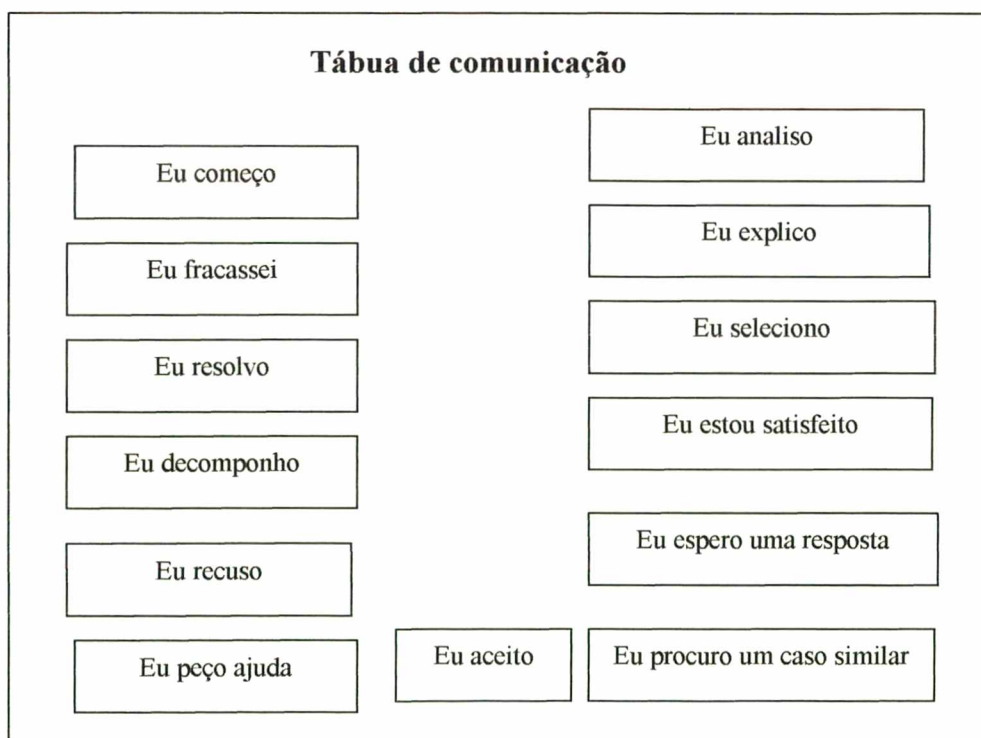 Tábua de comunicação
Eu começo
Eu fracassei
Eu resolvo
Eu decomponho
Eu recuso
Eu peço ajuda
Eu aceito
Eu analiso
Eu explico
Eu seleciono
Eu estou satisfeito
Eu espero uma resposta
Eu procuro um caso similar